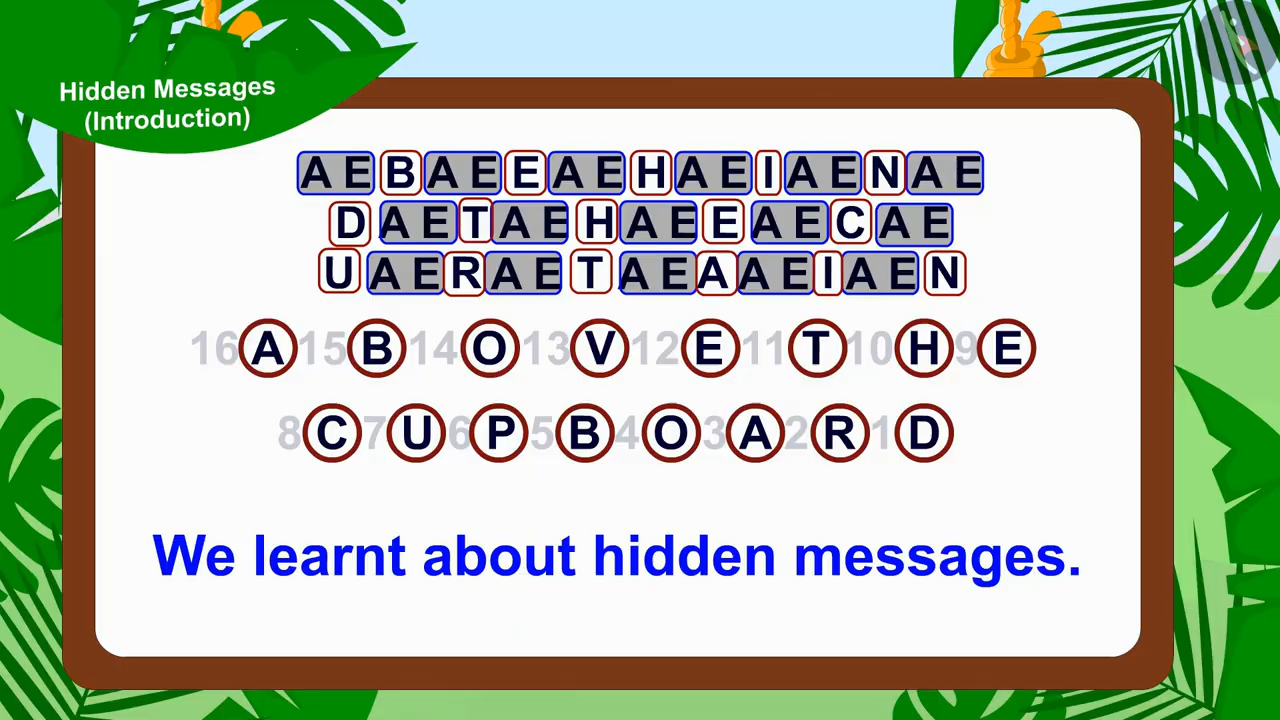 Hidden Messages
(Introduction)
AEBAEEAEHAEIAENAE
DAETAEHAEEAECAE
UAERAETAEAAEIAEN
16A15B14O13V12E11T10H9E
8C7U6P5B4O3A2R1D
We learnt about hidden messages.